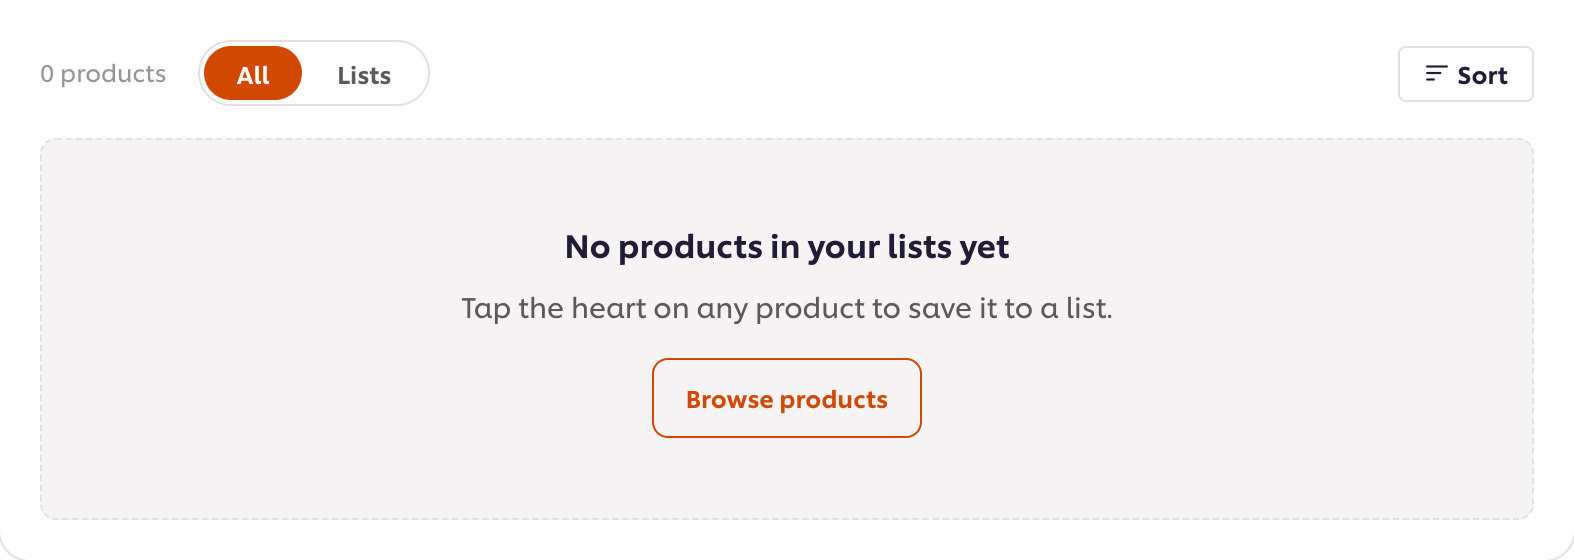 0 products
All
Lists
Sort
No products in your lists yet
Tap the heart on any product to save it to a list.
Browse products